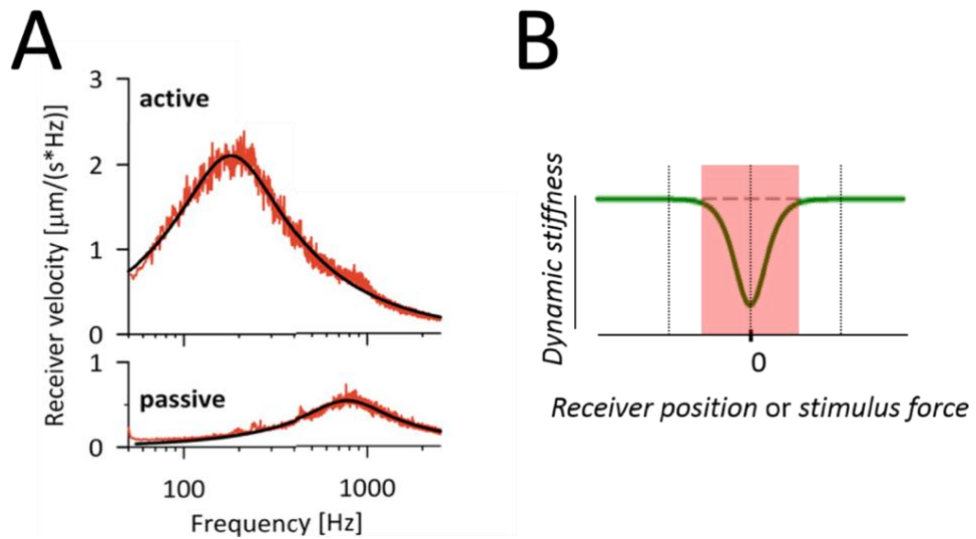 A
B
Receiver velocity [μm/(s*Hz)]
3
active
2
1
0
1
passive
0
100
1000
Frequency [Hz]
Dynamic stiffness
0
Receiver position or stimulus force